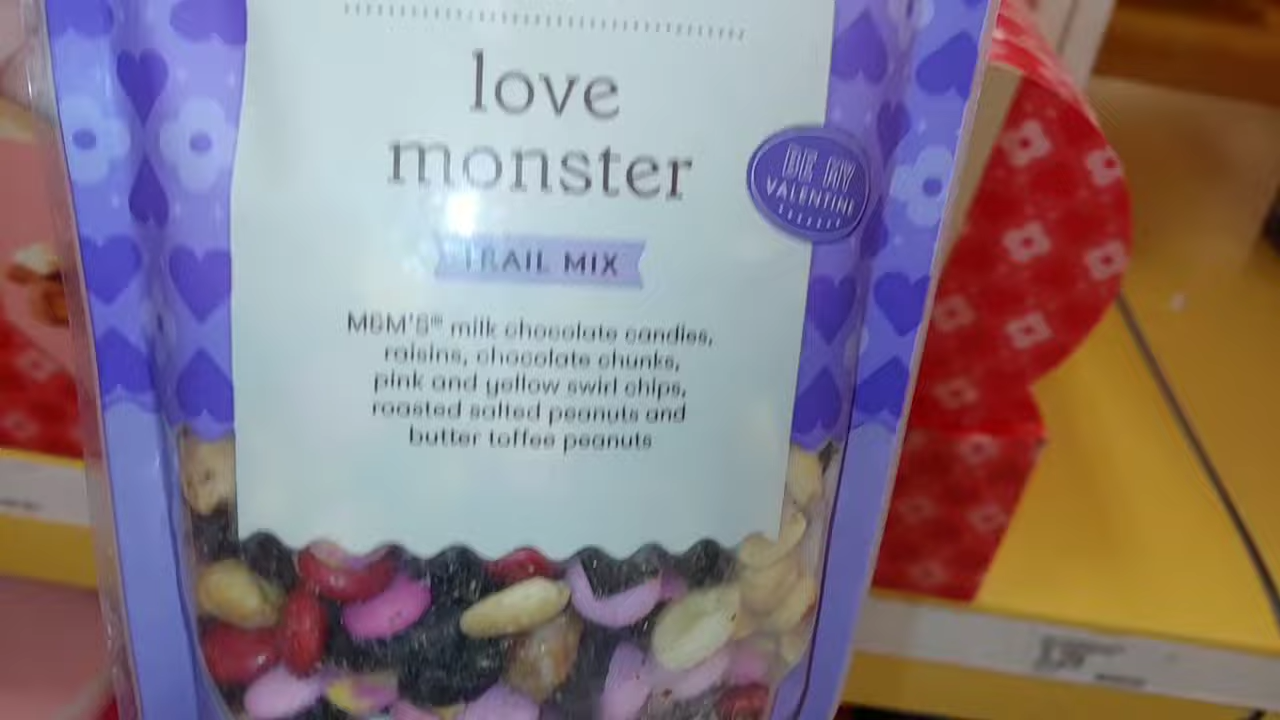 love
monster
BE MY
VALENTINE
TRAIL MIX
M&M'S® milk chocolate candies,
raisins, chocolate chunks,
pink and yellow swirl chips,
roasted salted peanuts and
butter toffee peanuts